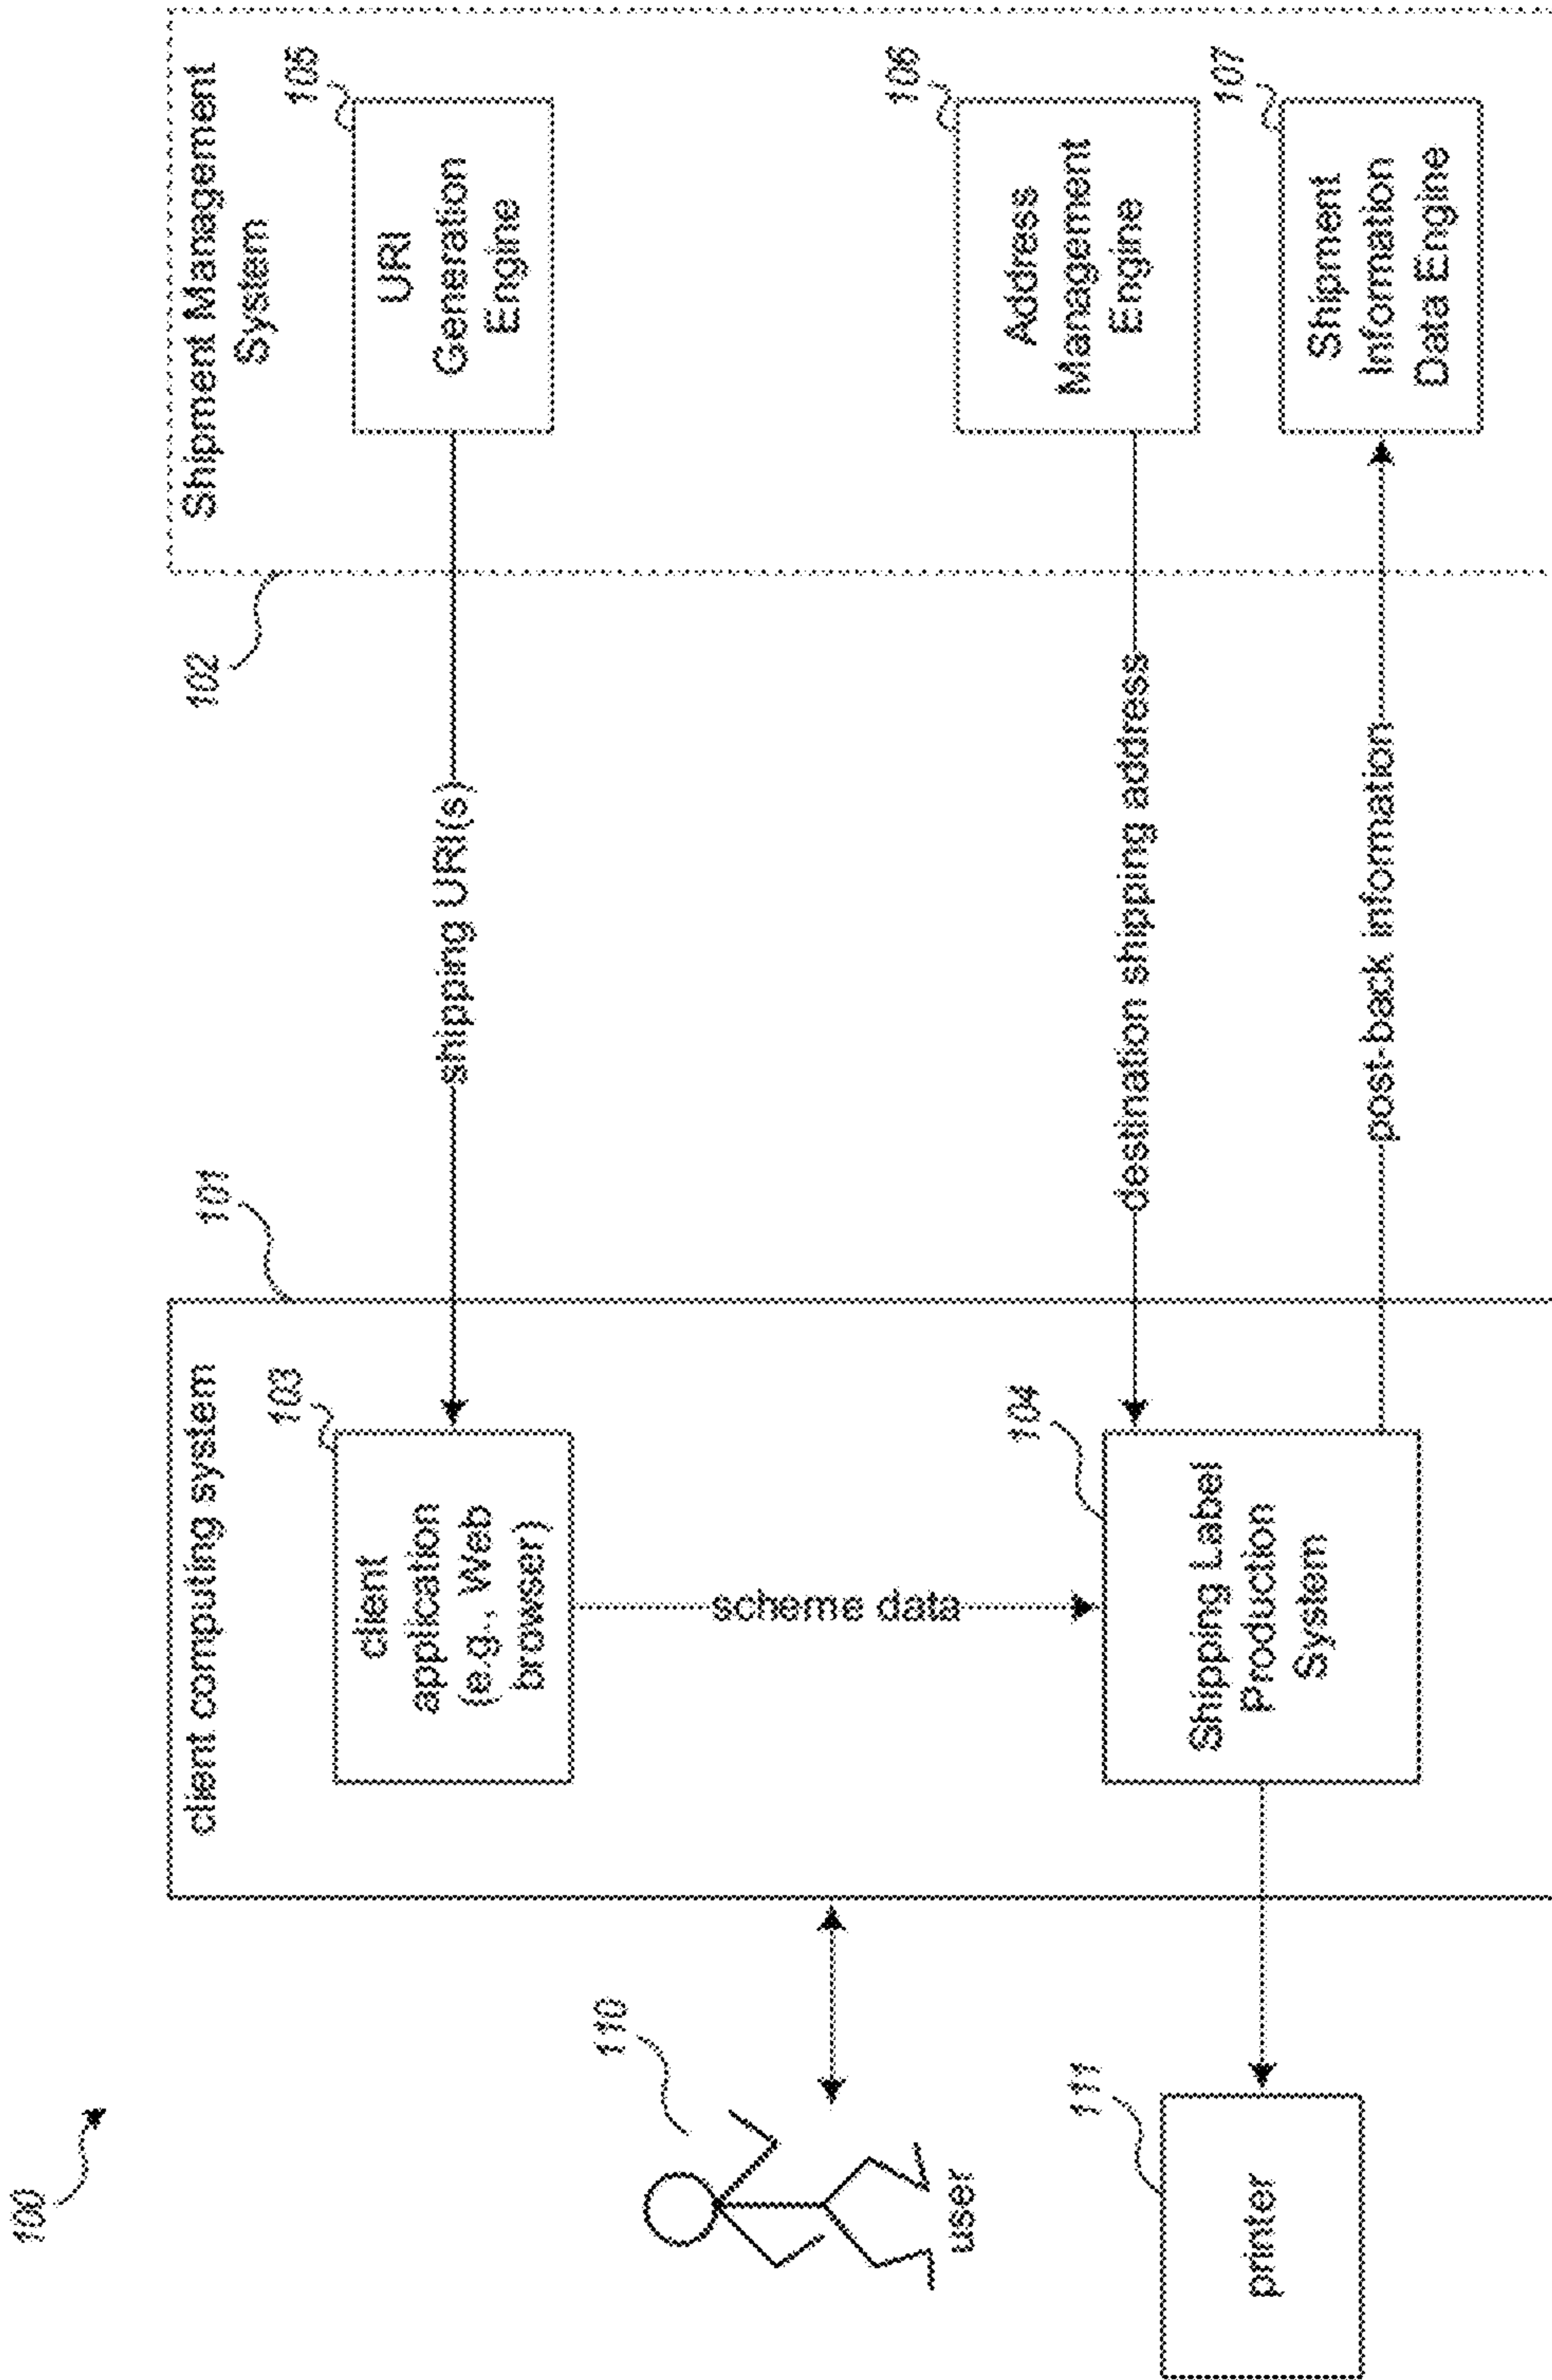 100
101
102
client computing system
Shipment Management
System
103
client
application
(e.g., Web
browser)
shipping URI(s)
105
URI
Generation
Engine
110
user
scheme data
104
Shipping Label
Production
System
destination shipping address
106
Address
Management
Engine
111
printer
post-back information
107
Shipment
Information
Data Engine